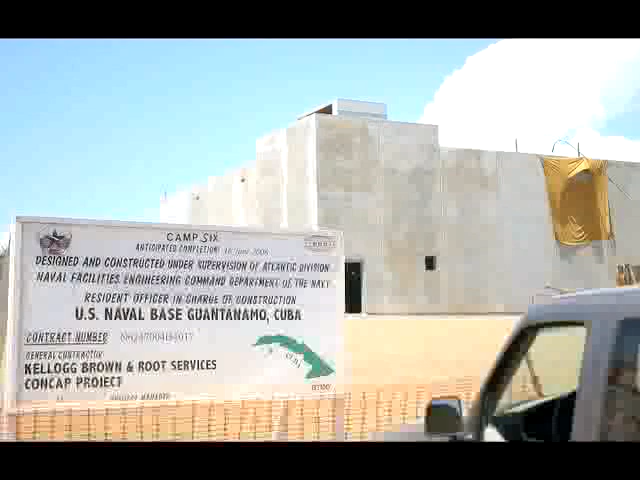 CAMP SIX
ANTICIPATED COMPLETION: 16 June 2006
DESIGNED AND CONSTRUCTED UNDER SUPERVISION OF ATLANTIC DIVISION
NAVAL FACILITIES ENGINEERING COMMAND DEPARTMENT OF THE NAVY
RESIDENT OFFICER IN CHARGE OF CONSTRUCTION
U.S. NAVAL BASE GUANTANAMO, CUBA
CONTRACT NUMBER
GENERAL CONTRACTOR
KELLOGG BROWN & ROOT SERVICES
CONCAP PROJECT
PROJECT MANAGER